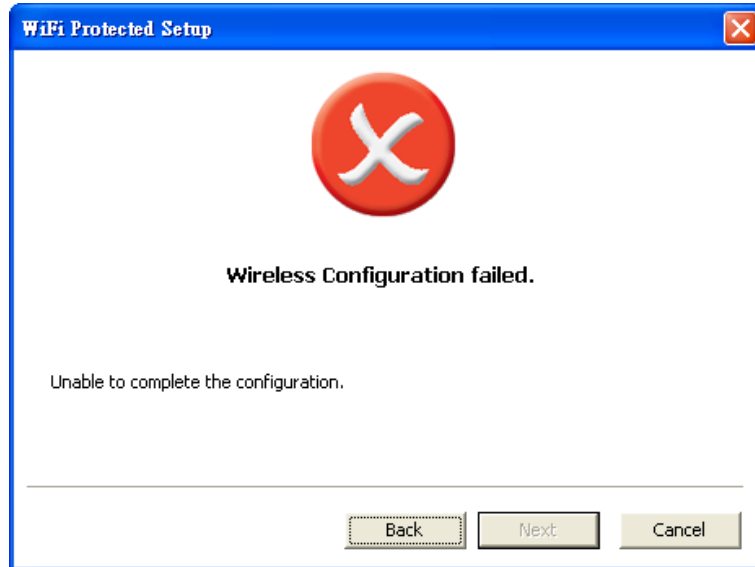 WiFi Protected Setup
Wireless Configuration failed.
Unable to complete the configuration.
Back
Next
Cancel